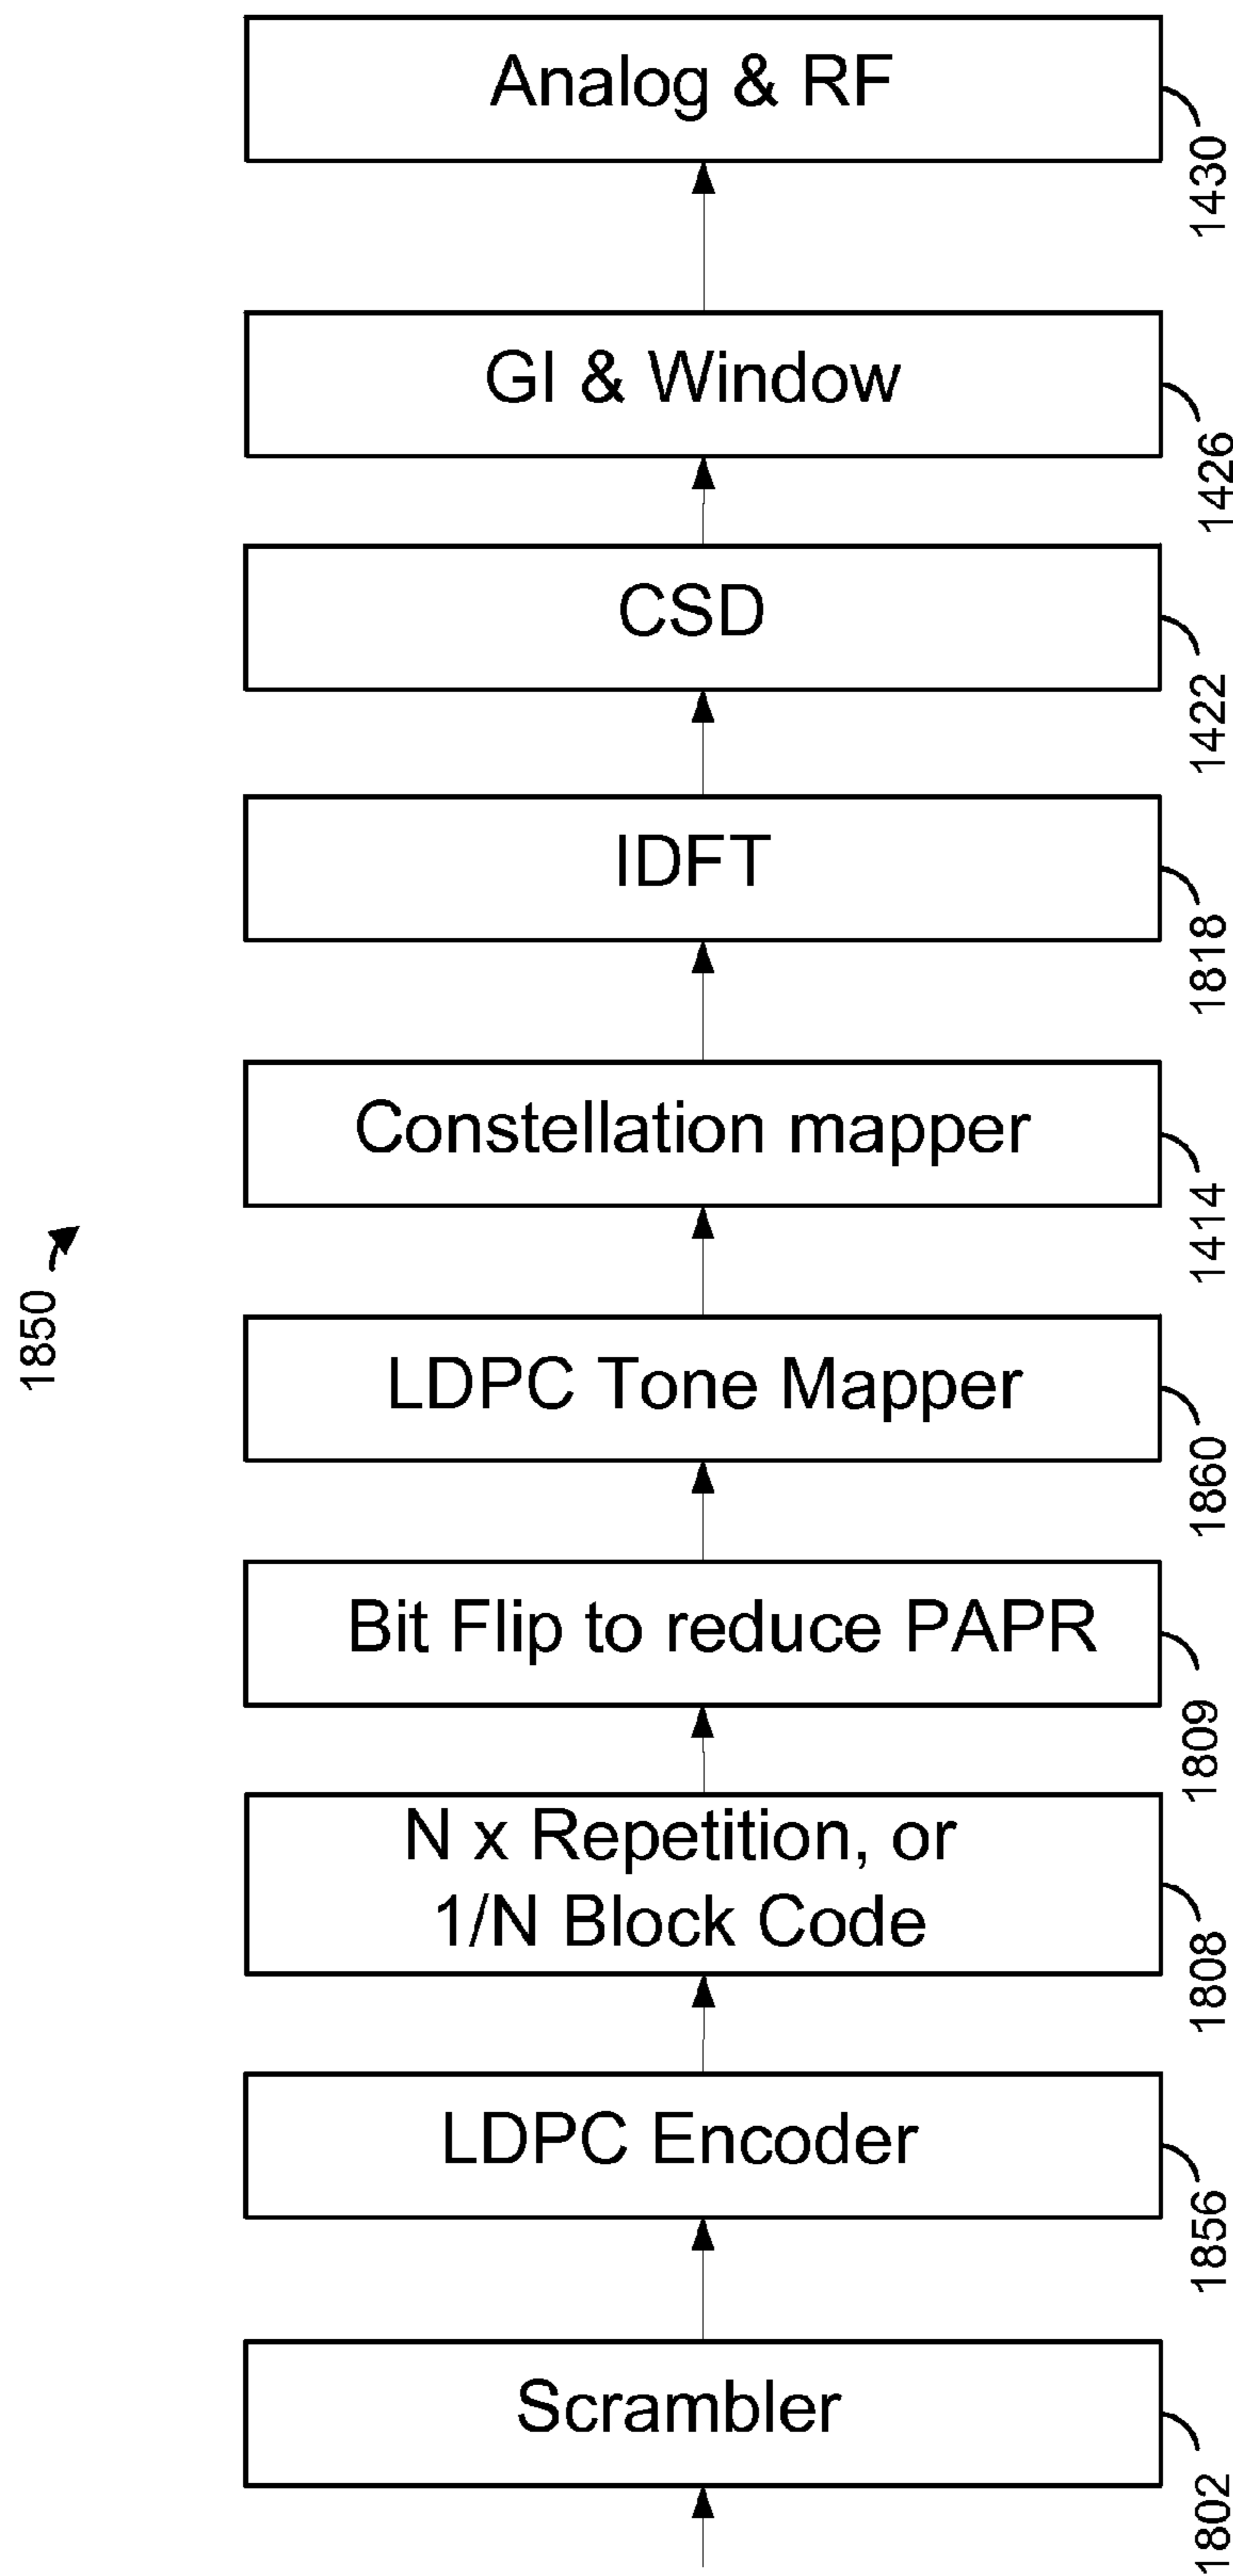 Analog & RF
1430
GI & Window
1426
CSD
1422
IDFT
1818
Constellation mapper
1414
1850
LDPC Tone Mapper
1860
Bit Flip to reduce PAPR
1809
N x Repetition, or
1/N Block Code
1808
LDPC Encoder
1856
Scrambler
1802